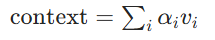 context = ∑ᵢ αᵢvᵢ